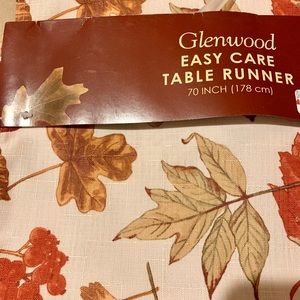 Glenwood
EASY CARE
TABLE RUNNER
70 INCH (178 cm)